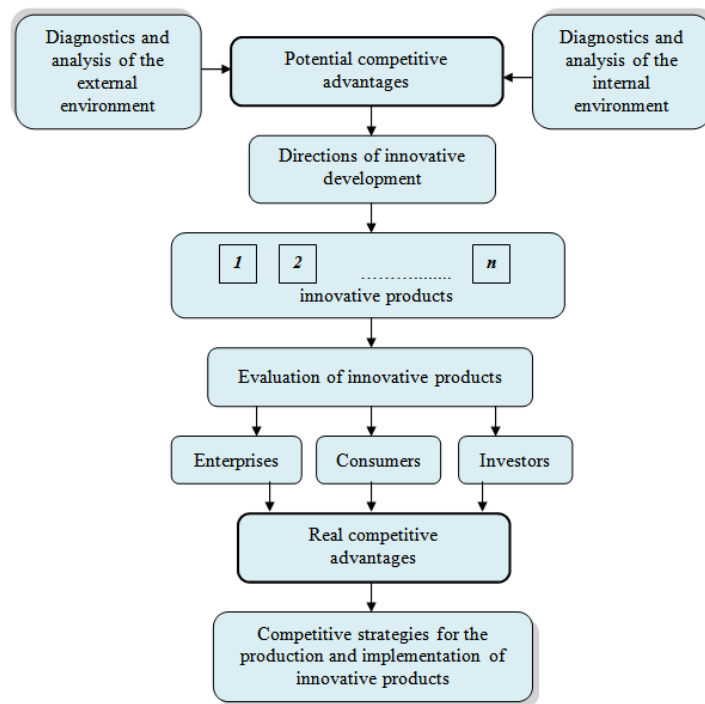 Diagnostics and
analysis of the
external
environment
Potential competitive
advantages
Diagnostics and
analysis of the
internal
environment
Directions of innovative
development
1 2 .................... n
innovative products
Evaluation of innovative products
Enterprises
Consumers
Investors
Real competitive
advantages
Competitive strategies for the
production and implementation of
innovative products